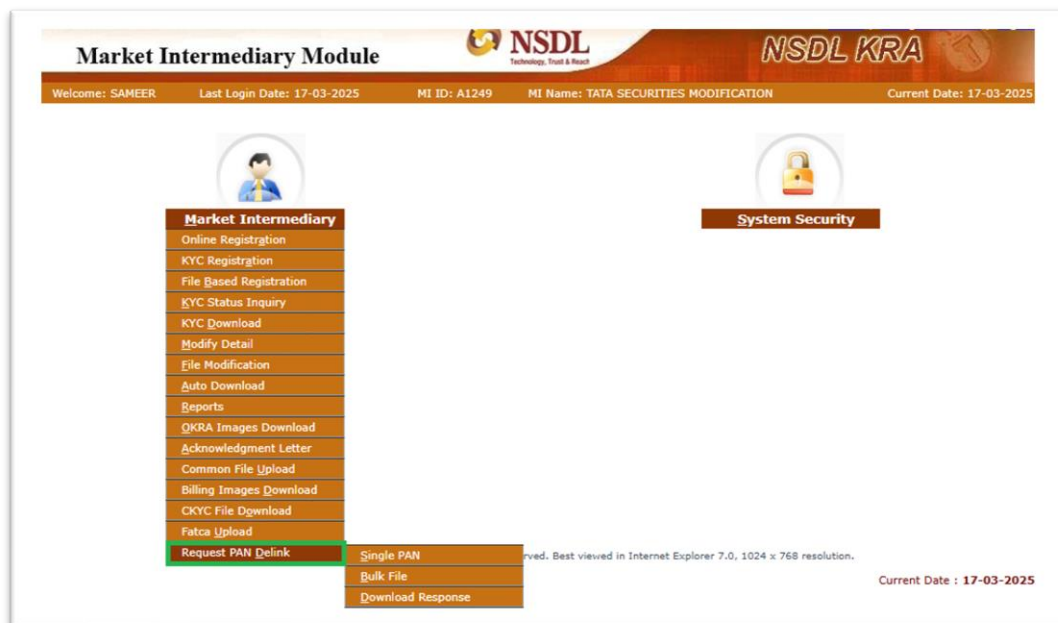 Market Intermediary Module
NSDL
Technology, Trust & Reach
NSDL KRA
Welcome: SAMEER Last Login Date: 17-03-2025 MI ID: A1249 MI Name: TATA SECURITIES MODIFICATION Current Date: 17-03-2025
Market Intermediary
System Security
Online Registration
KYC Registration
File Based Registration
KYC Status Inquiry
KYC Download
Modify Detail
File Modification
Auto Download
Reports
OKRA Images Download
Acknowledgment Letter
Common File Upload
Billing Images Download
CKYC File Download
Fatca Upload
Request PAN Delink
Single PAN
Bulk File
Download Response
rved. Best viewed in Internet Explorer 7.0, 1024 x 768 resolution.
Current Date : 17-03-2025